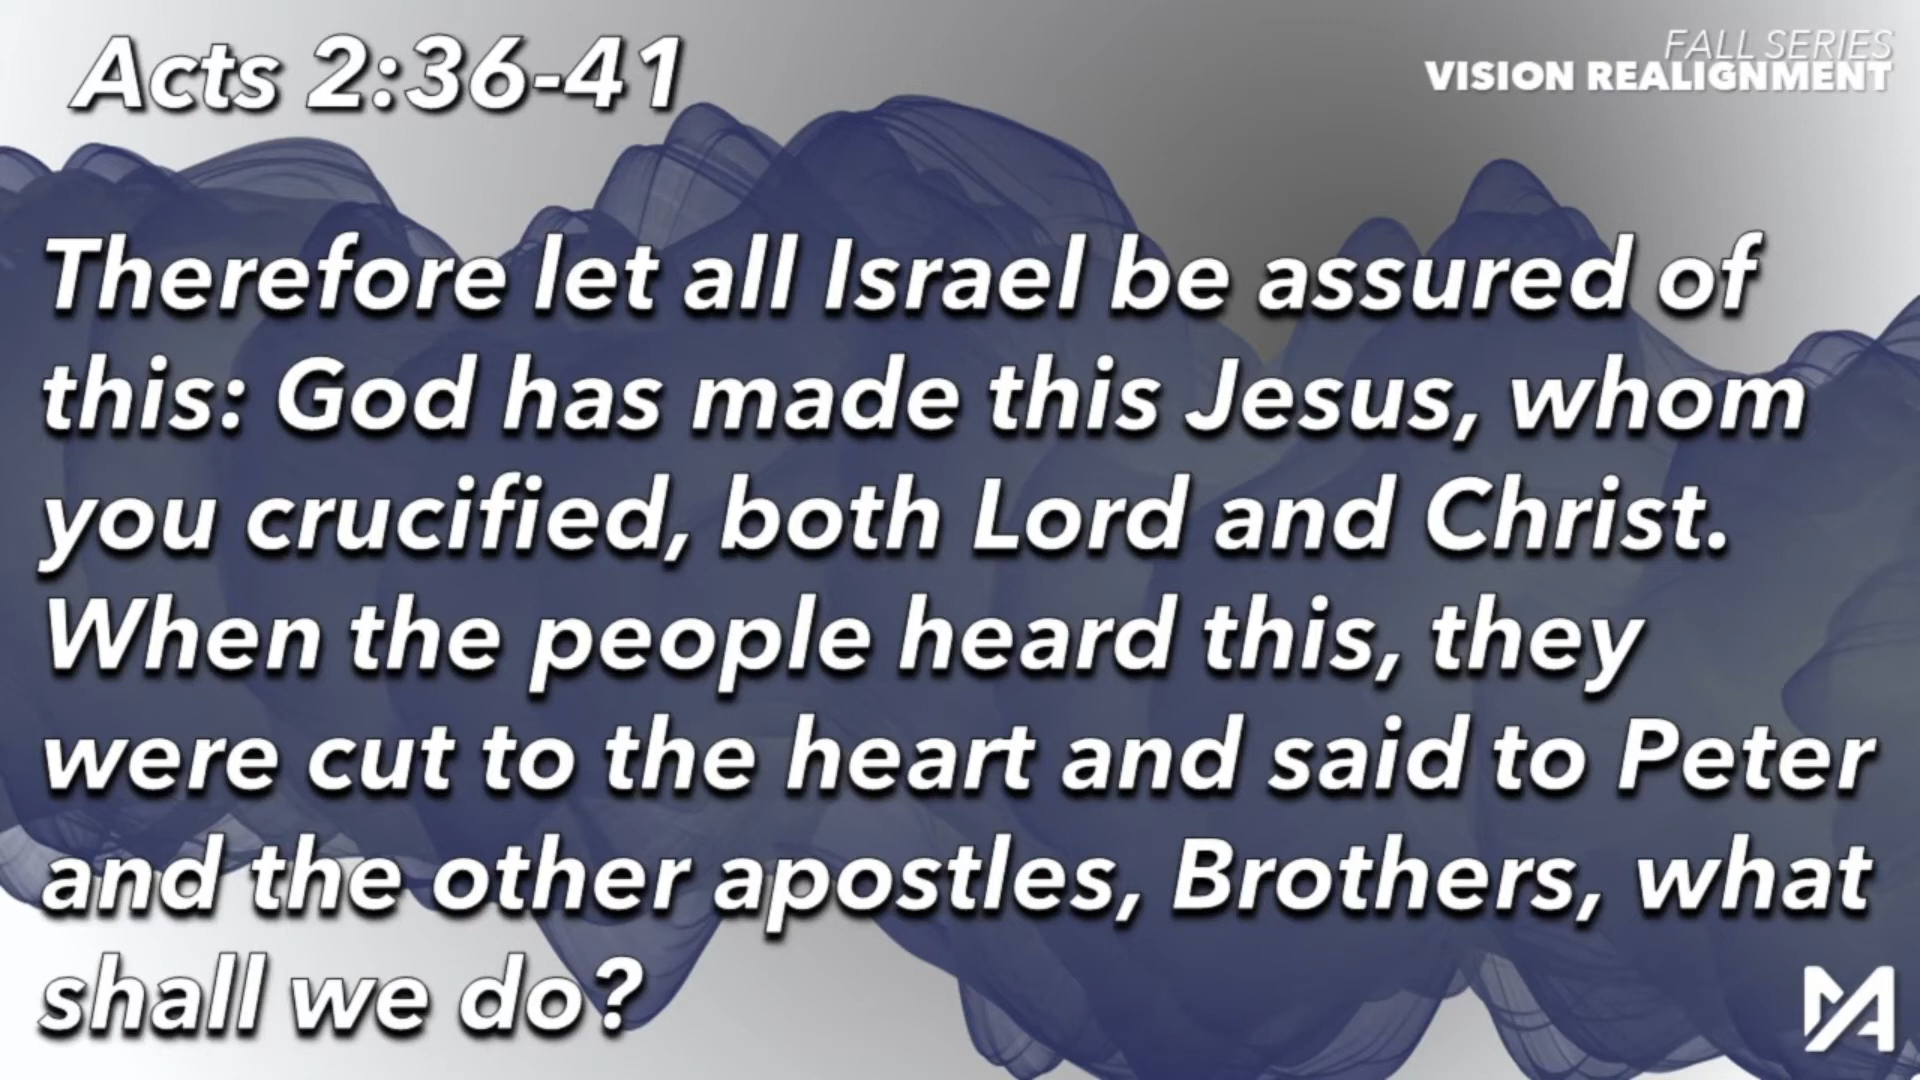 Acts 2:36-41
FALL SERIES
VISION REALIGNMENT
Therefore let all Israel be assured of
this: God has made this Jesus, whom
you crucified, both Lord and Christ.
When the people heard this, they
were cut to the heart and said to Peter
and the other apostles, Brothers, what
shall we do?